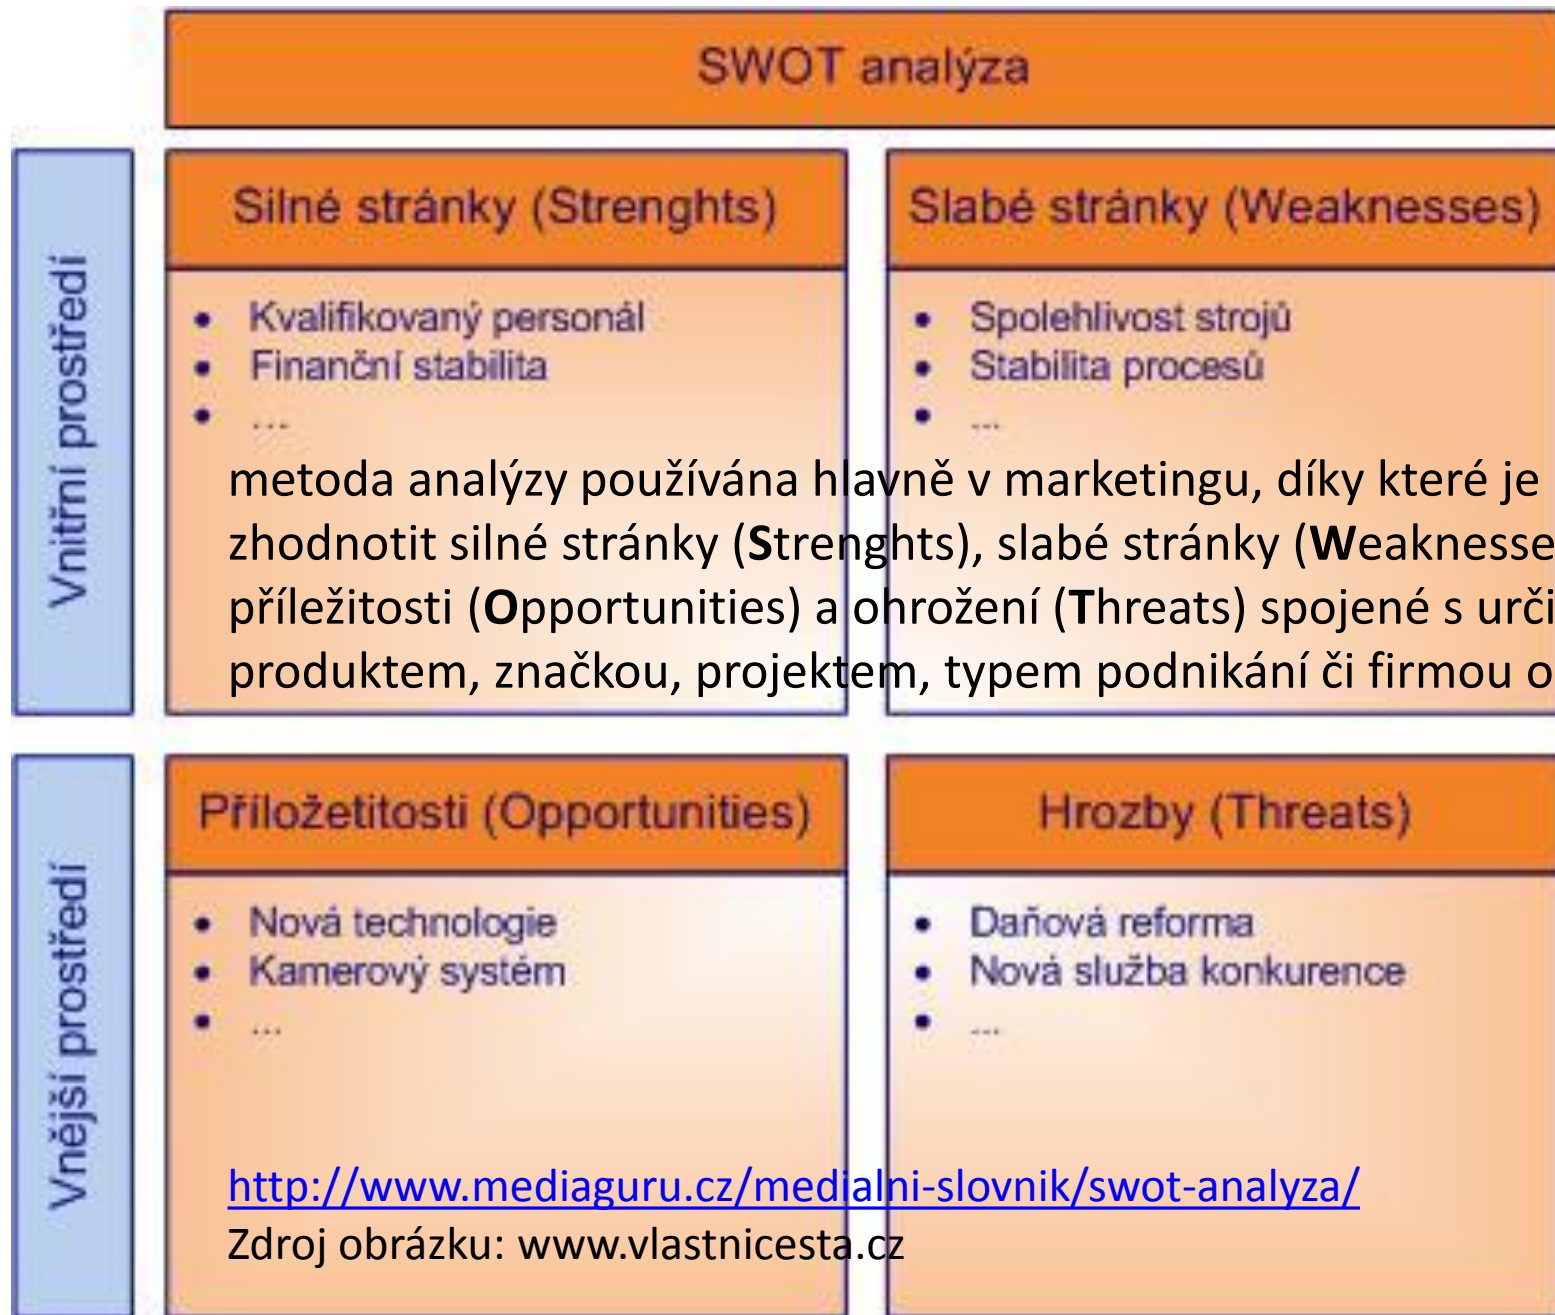 SWOT analýza
Vnitřní prostředí
Silné stránky (Strenghts)
• Kvalifikovaný personál
• Finanční stabilita
• ...
Slabé stránky (Weaknesses)
• Spolehlivost strojů
• Stabilita procesů
• ...
metoda analýzy používána hlavně v marketingu, díky které je
zhodnotit silné stránky (Strenghts), slabé stránky (Weaknesse
příležitosti (Opportunities) a ohrožení (Threats) spojené s urči
produktem, značkou, projektem, typem podnikání či firmou o
Vnější prostředí
Příložetitosti (Opportunities)
• Nová technologie
• Kamerový systém
• ...
Hrozby (Threats)
• Daňová reforma
• Nová služba konkurence
• ...
http://www.mediaguru.cz/medialni-slovnik/swot-analyza/
Zdroj obrázku: www.vlastnicesta.cz